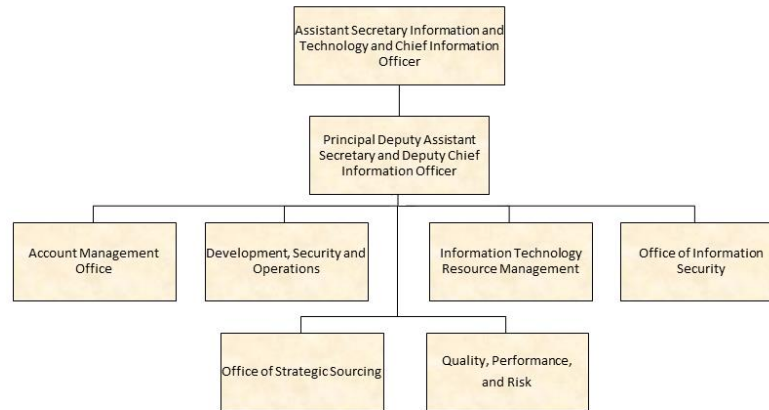 Assistant Secretary Information and
Technology and Chief Information
Officer
Principal Deputy Assistant
Secretary and Deputy Chief
Information Officer
Account Management
Office
Development, Security and
Operations
Information Technology
Resource Management
Office of Information
Security
Office of Strategic Sourcing
Quality, Performance,
and Risk